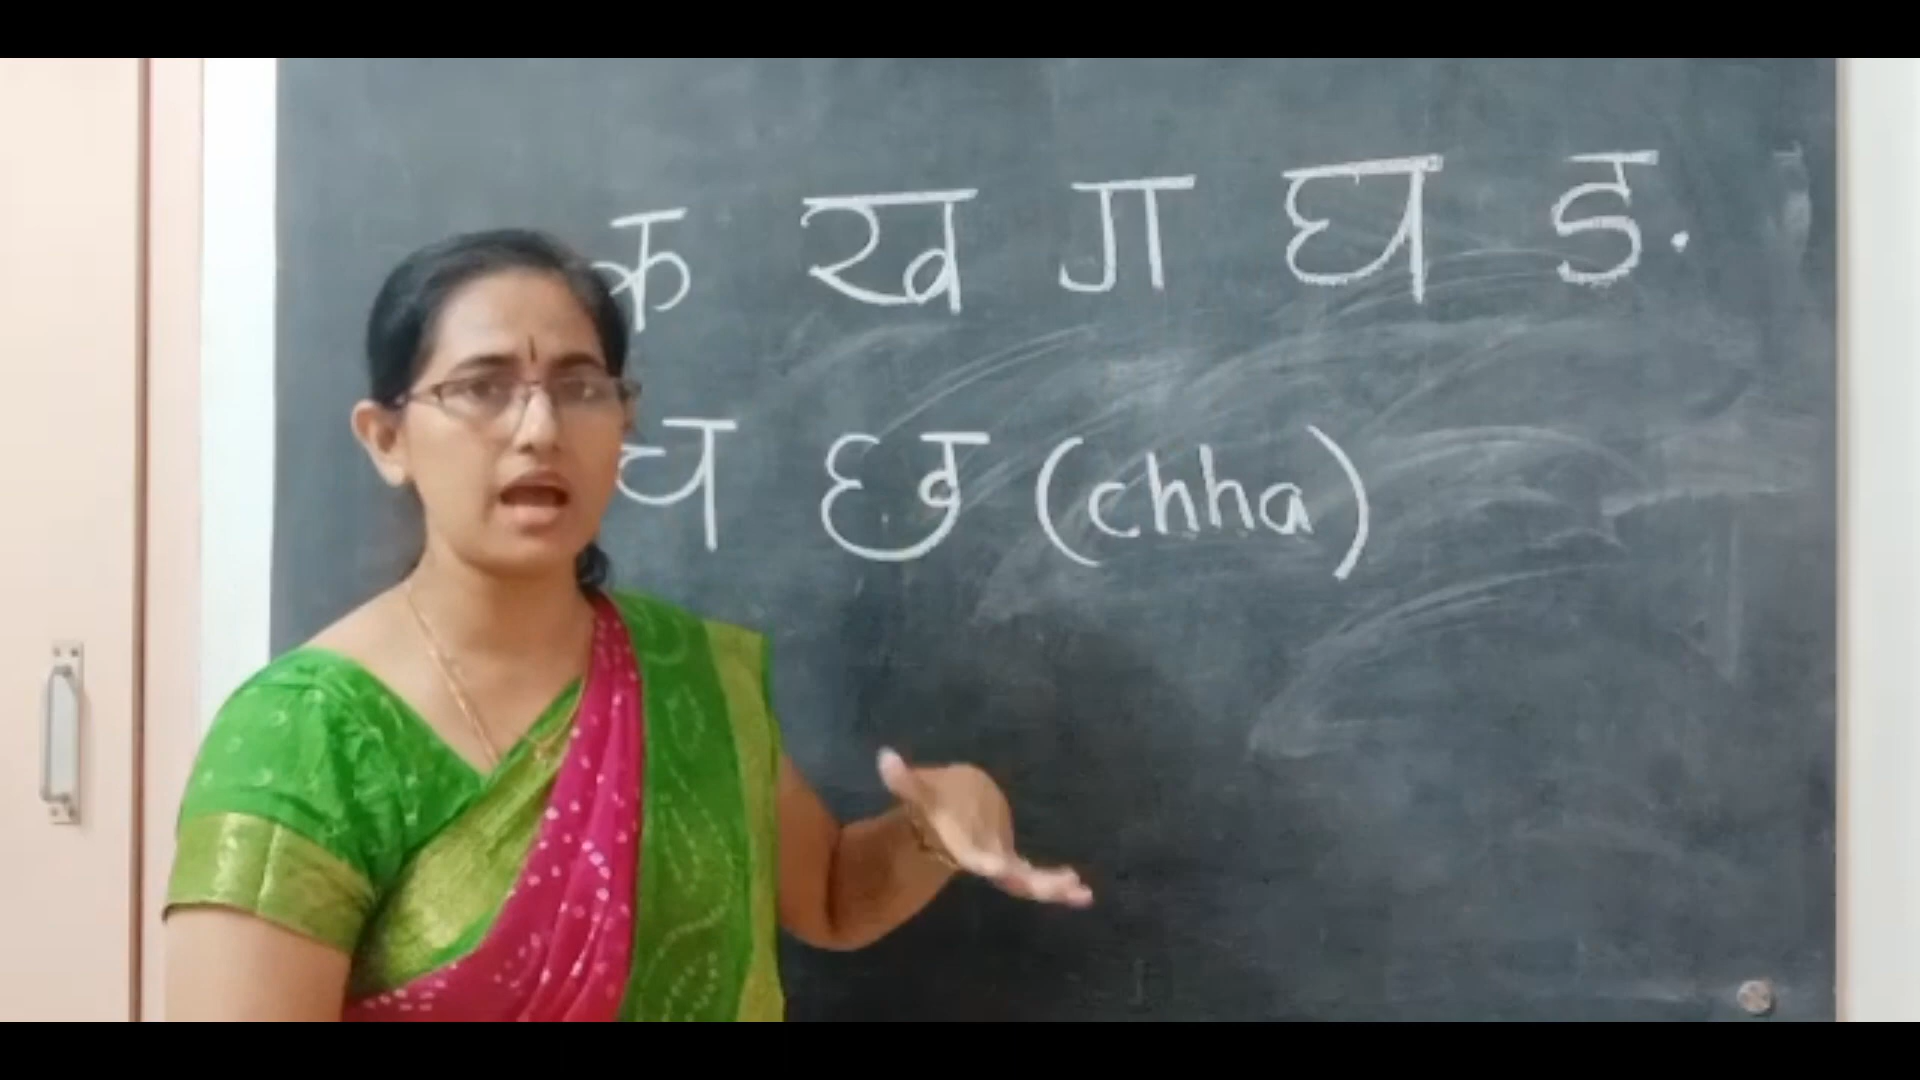 क ख ग घ ङ
च छ (chha)